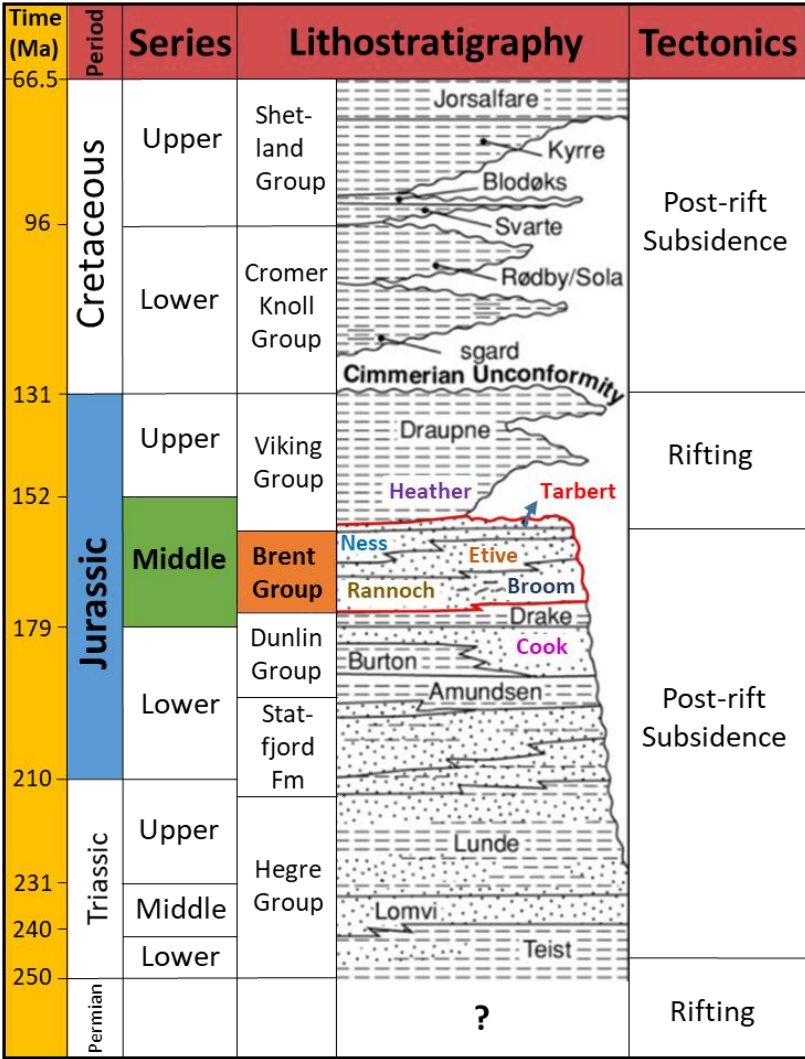 Time
(Ma)
Period
Series
Lithostratigraphy
Tectonics
66.5
96
131
152
179
210
231
240
250
Cretaceous
Jurassic
Triassic
Permian
Upper
Lower
Upper
Middle
Lower
Upper
Middle
Lower
Shet-
land
Group
Cromer
Knoll
Group
Viking
Group
Brent
Group
Dunlin
Group
Stat-
fjord
Fm
Hegre
Group
Jorsalfare
Kyrre
Blodøks
Svarte
Rødby/Sola
sgard
Cimmerian Unconformity
Draupne
Heather
Tarbert
Ness
Etive
Rannoch
Broom
Drake
Cook
Burton
Amundsen
Lunde
Lomvi
Teist
?
Post-rift
Subsidence
Rifting
Post-rift
Subsidence
Rifting